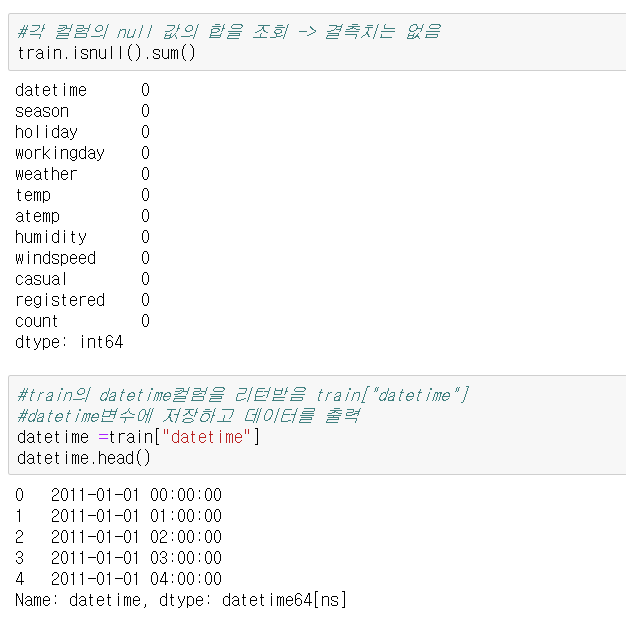 #각 컬럼의 null 값의 합을 조회 -> 결측치는 없음
train.isnull().sum()
datetime 0
season 0
holiday 0
workingday 0
weather 0
temp 0
atemp 0
humidity 0
windspeed 0
casual 0
registered 0
count 0
dtype: int64
#train의 datetime컬럼을 리턴받음 train["datetime"]
#datetime변수에 저장하고 데이터를 출력
datetime =train["datetime"]
datetime.head()
0 2011-01-01 00:00:00
1 2011-01-01 01:00:00
2 2011-01-01 02:00:00
3 2011-01-01 03:00:00
4 2011-01-01 04:00:00
Name: datetime, dtype: datetime64[ns]